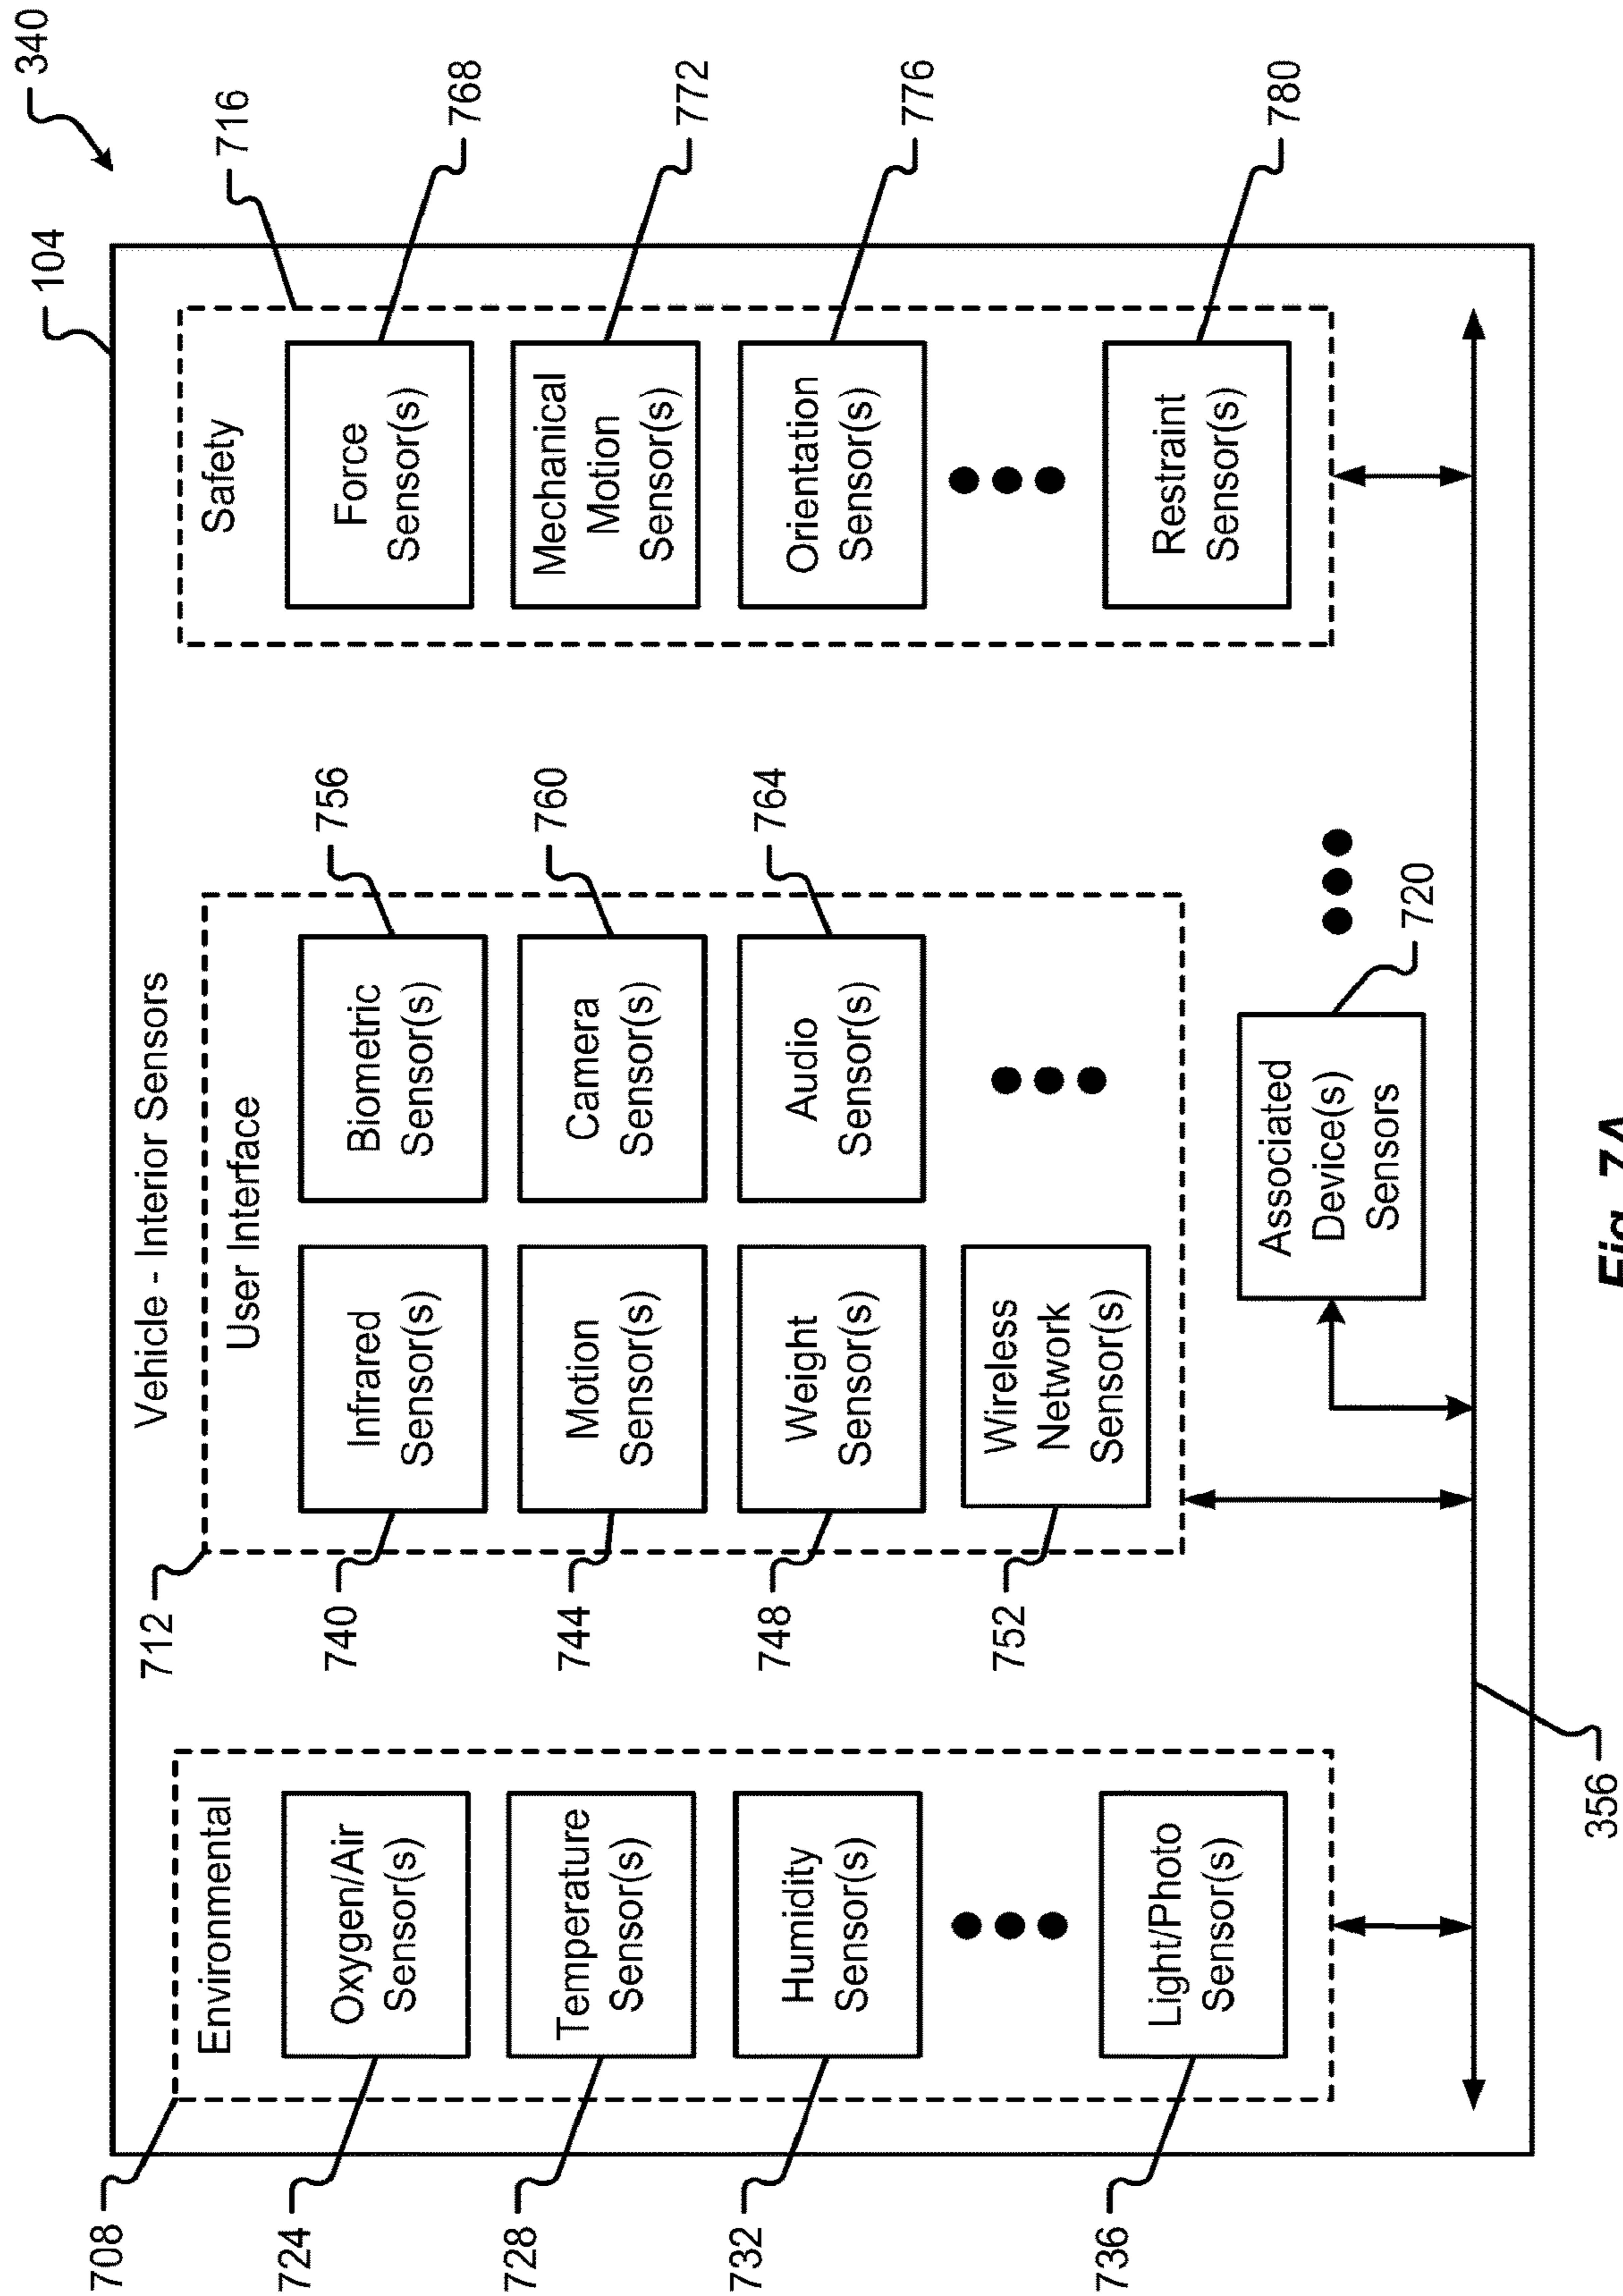 340
104
Vehicle - Interior Sensors
708
Environmental
724
Oxygen/Air
Sensor(s)
728
Temperature
Sensor(s)
732
Humidity
Sensor(s)
736
Light/Photo
Sensor(s)
712
User Interface
740
Infrared
Sensor(s)
Biometric
Sensor(s)
756
744
Motion
Sensor(s)
Camera
Sensor(s)
760
748
Weight
Sensor(s)
Audio
Sensor(s)
764
752
Wireless
Network
Sensor(s)
Associated
Device(s)
Sensors
720
716
Safety
Force
Sensor(s)
768
Mechanical
Motion
Sensor(s)
772
Orientation
Sensor(s)
776
Restraint
Sensor(s)
780
356
Fig. 7A